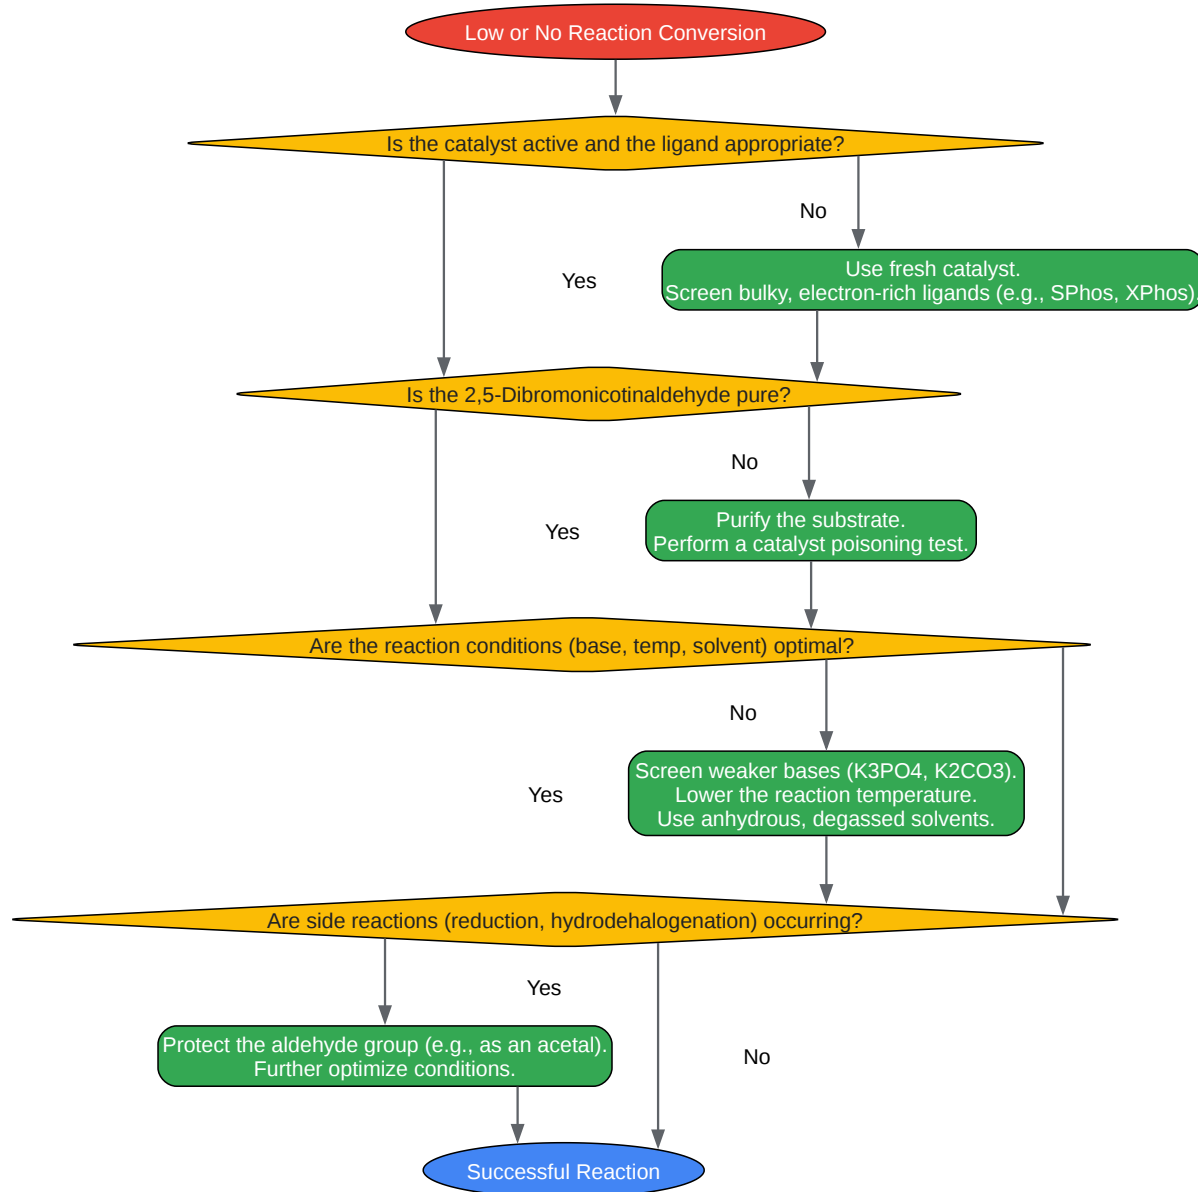 Low or No Reaction Conversion
Is the catalyst active and the ligand appropriate?
No
Yes
Use fresh catalyst.
Screen bulky, electron-rich ligands (e.g., SPhos, XPhos).
Is the 2,5-Dibromonicotinaldehyde pure?
No
Yes
Purify the substrate.
Perform a catalyst poisoning test.
Are the reaction conditions (base, temp, solvent) optimal?
No
Yes
Screen weaker bases (K3PO4, K2CO3).
Lower the reaction temperature.
Use anhydrous, degassed solvents.
Are side reactions (reduction, hydrodehalogenation) occurring?
Yes
No
Protect the aldehyde group (e.g., as an acetal).
Further optimize conditions.
Successful Reaction